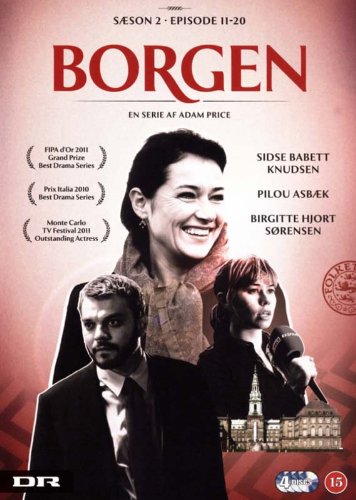 SÆSON 2 · EPISODE 11-20
BORGEN
EN SERIE AF ADAM PRICE
FIPA d'Or 2011
Grand Prize
Best Drama Series
Prix Italia 2010
Best Drama Series
Monte Carlo
TV Festival 2011
Outstanding Actress
SIDSE BABETT
KNUDSEN
PILOU ASBÆK
BIRGITTE HJORT
SØRENSEN
DR
4 DISCS
15